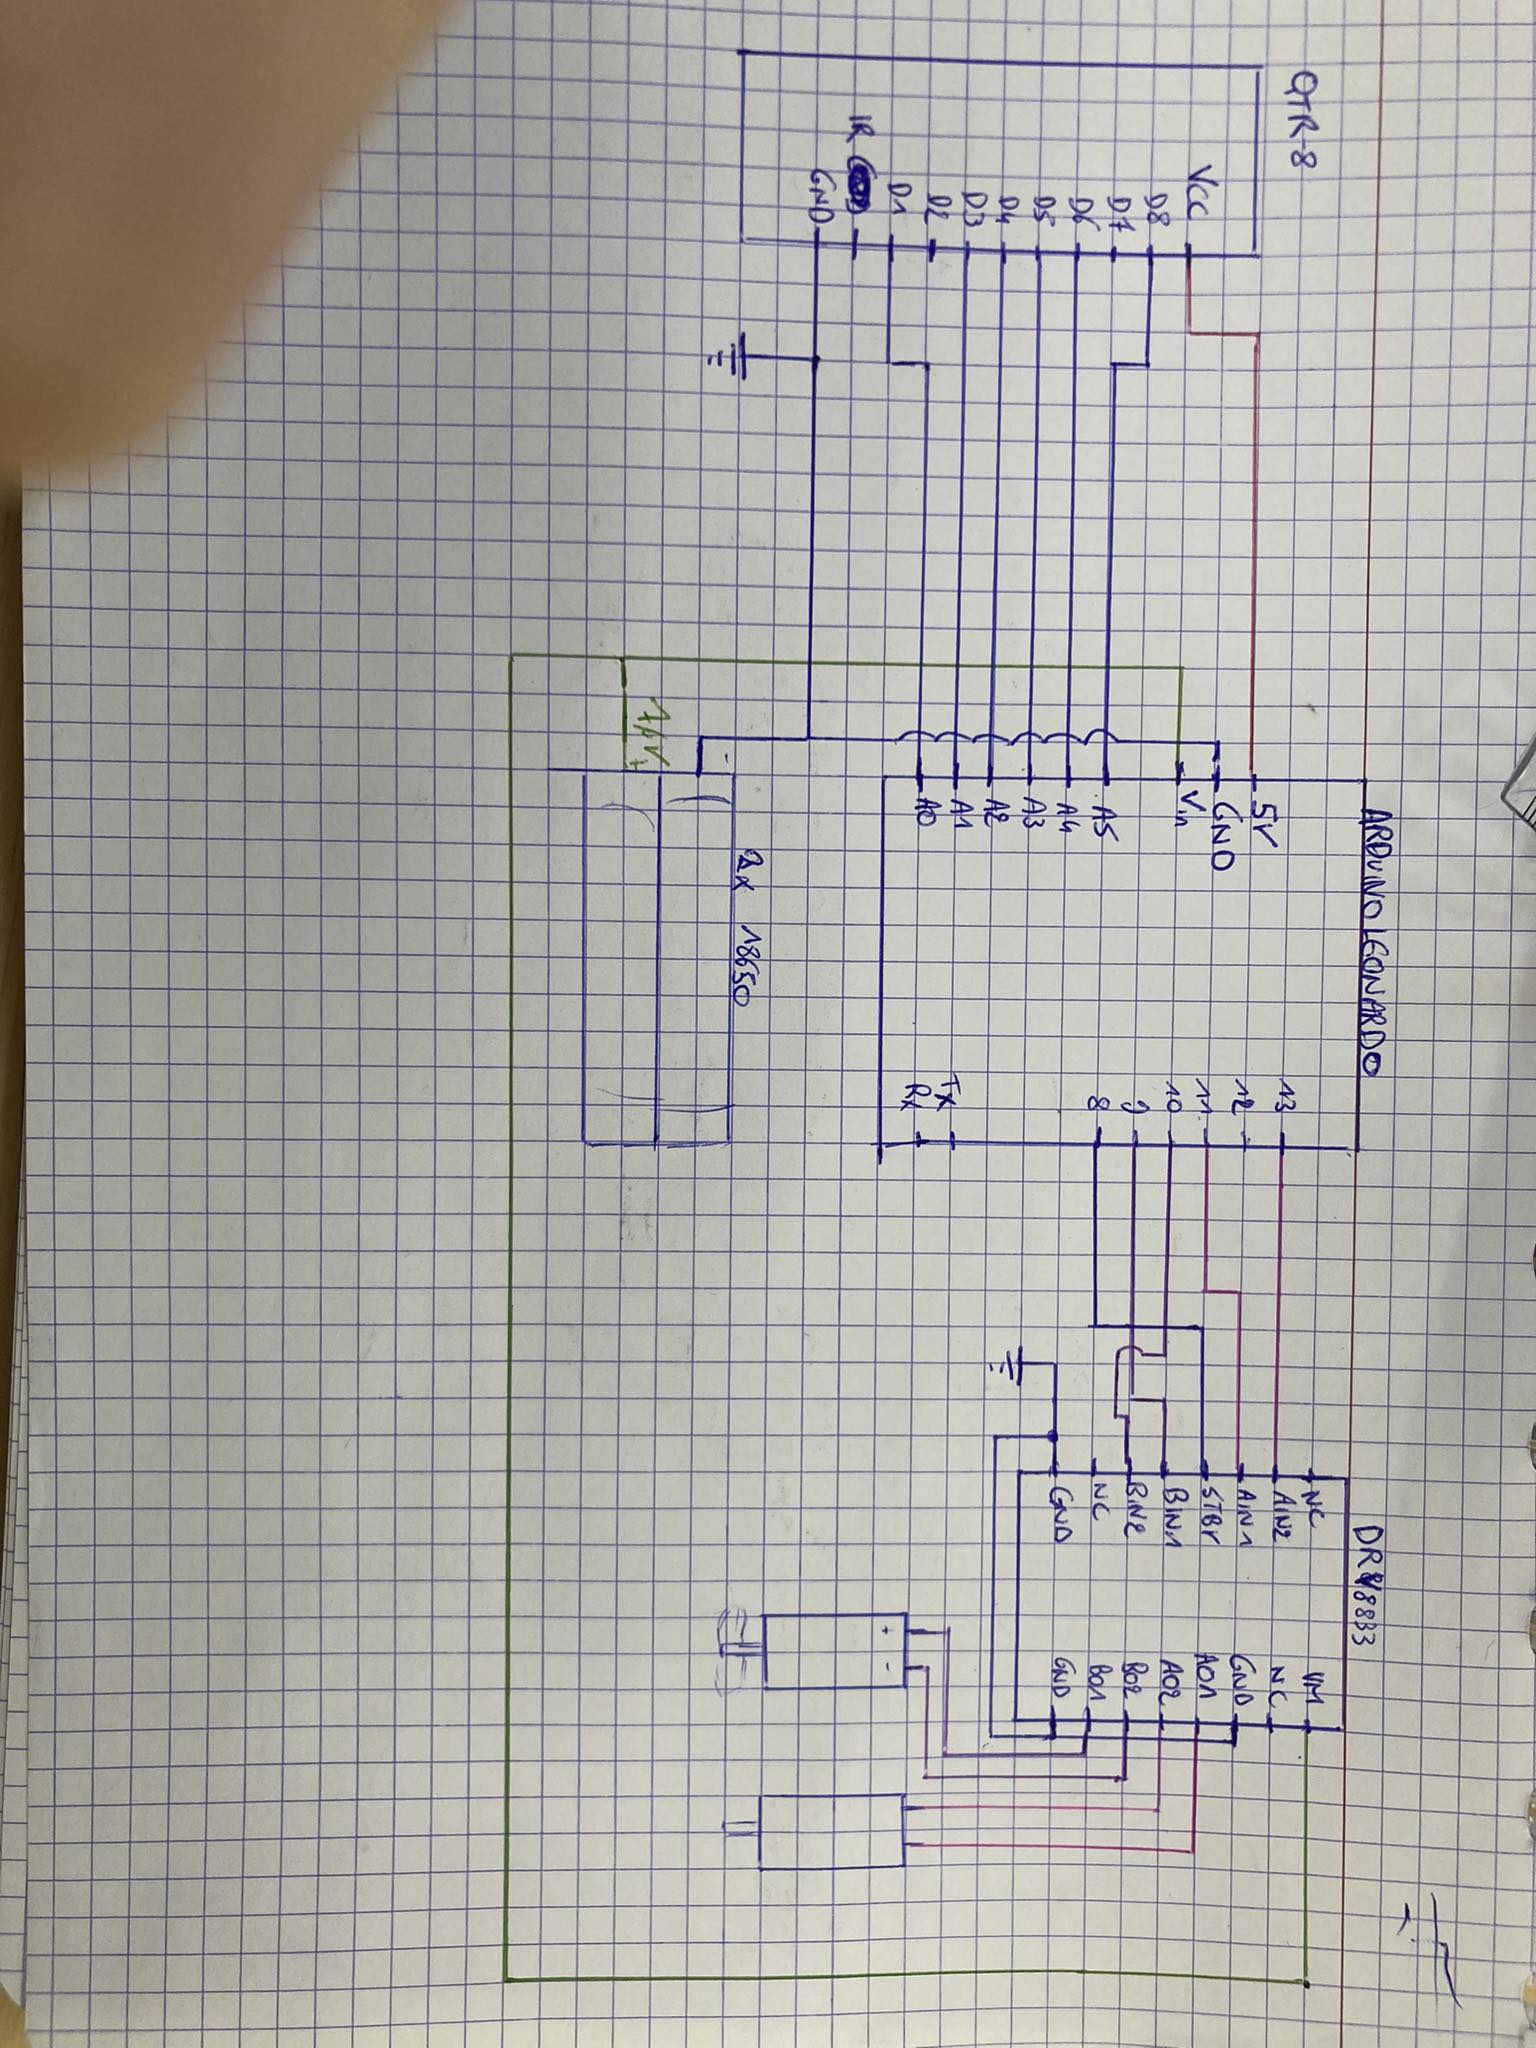 QTR-8
VCC
D8
D7
D6
D5
D4
D3
D2
D1
IR
GND
ARDUINO LEONARDO
5V
GND
Vin
A5
A4
A3
A2
A1
A0
13
12
11
10
9
8
TX
RX
-
+
2x 18650
DRV8833
NC
AIN2
AIN1
STBY
BIN1
BIN2
NC
GND
VM
NC
GND
AO1
AO2
BO2
BO1
GND
+ -